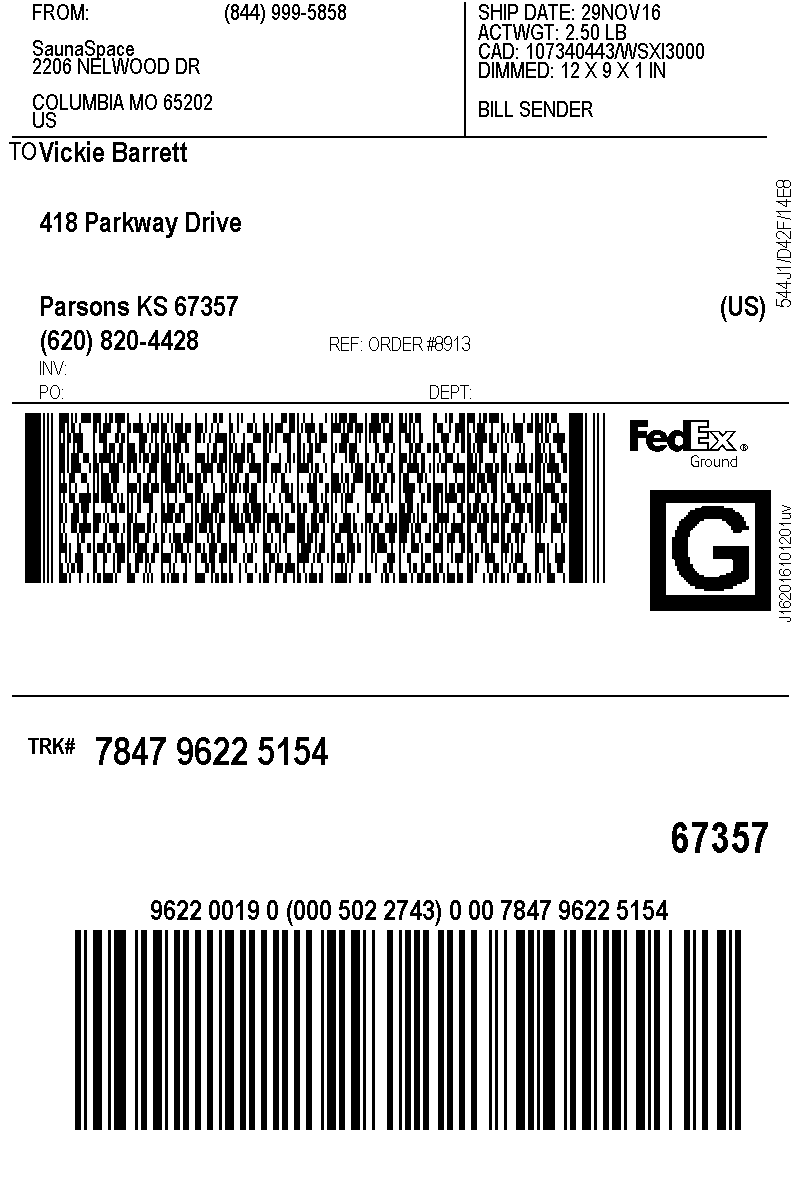 FROM: (844) 999-5858
SaunaSpace
2206 NELWOOD DR
COLUMBIA MO 65202
US
SHIP DATE: 29NOV16
ACTWGT: 2.50 LB
CAD: 107340443/WSXI3000
DIMMED: 12 X 9 X 1 IN
BILL SENDER
TO Vickie Barrett
418 Parkway Drive
Parsons KS 67357 (US)
(620) 820-4428 REF: ORDER #8913
INV:
PO: DEPT:
544J1/D42F/14E8
FedEx®
Ground
G
J162016101201uv
TRK# 7847 9622 5154
67357
9622 0019 0 (000 502 2743) 0 00 7847 9622 5154